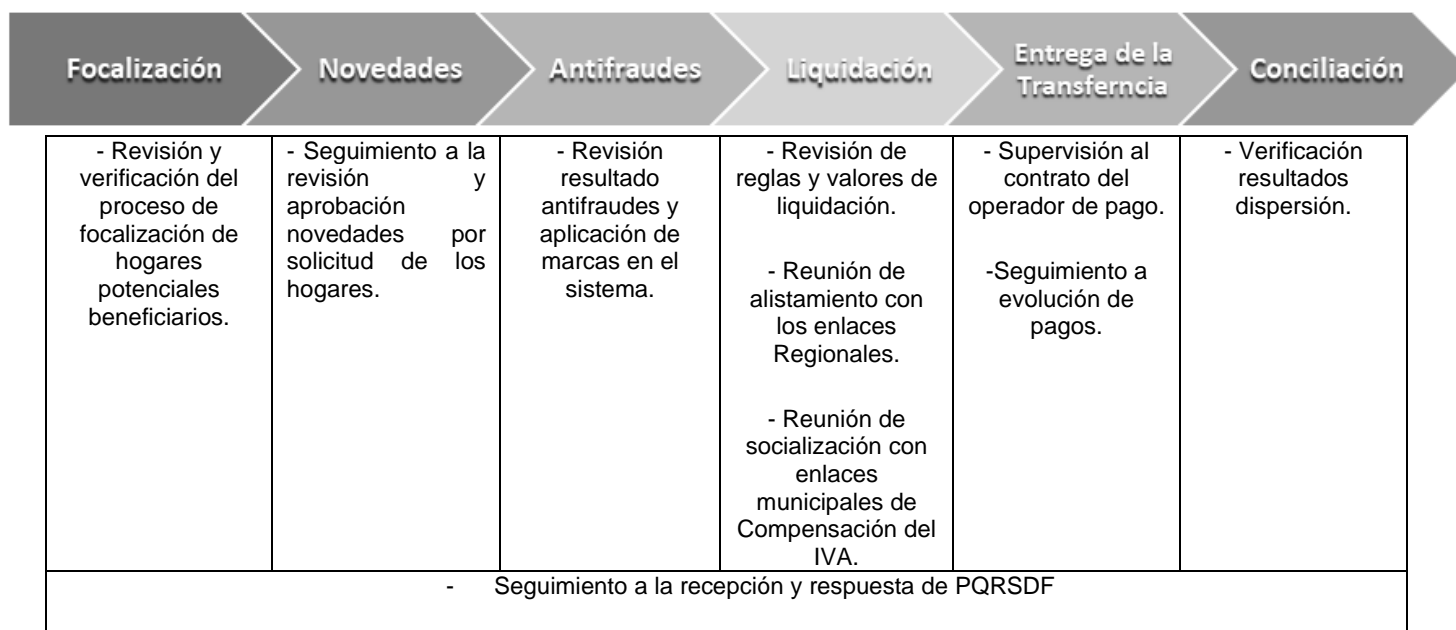 Focalización
Novedades
Antifraudes
Liquidación
Entrega de la
Transferncia
Conciliación
- Revisión y
verificación del
proceso de
focalización de
hogares
potenciales
beneficiarios.
- Seguimiento a la
revisión y
aprobación
novedades por
solicitud de los
hogares.
- Revisión
resultado
antifraudes y
aplicación de
marcas en el
sistema.
- Revisión de
reglas y valores de
liquidación.
- Reunión de
alistamiento con
los enlaces
Regionales.
- Reunión de
socialización con
enlaces
municipales de
Compensación del
IVA.
- Supervisión al
contrato del
operador de pago.
-Seguimiento a
evolución de
pagos.
- Verificación
resultados
dispersión.
- Seguimiento a la recepción y respuesta de PQRSDF